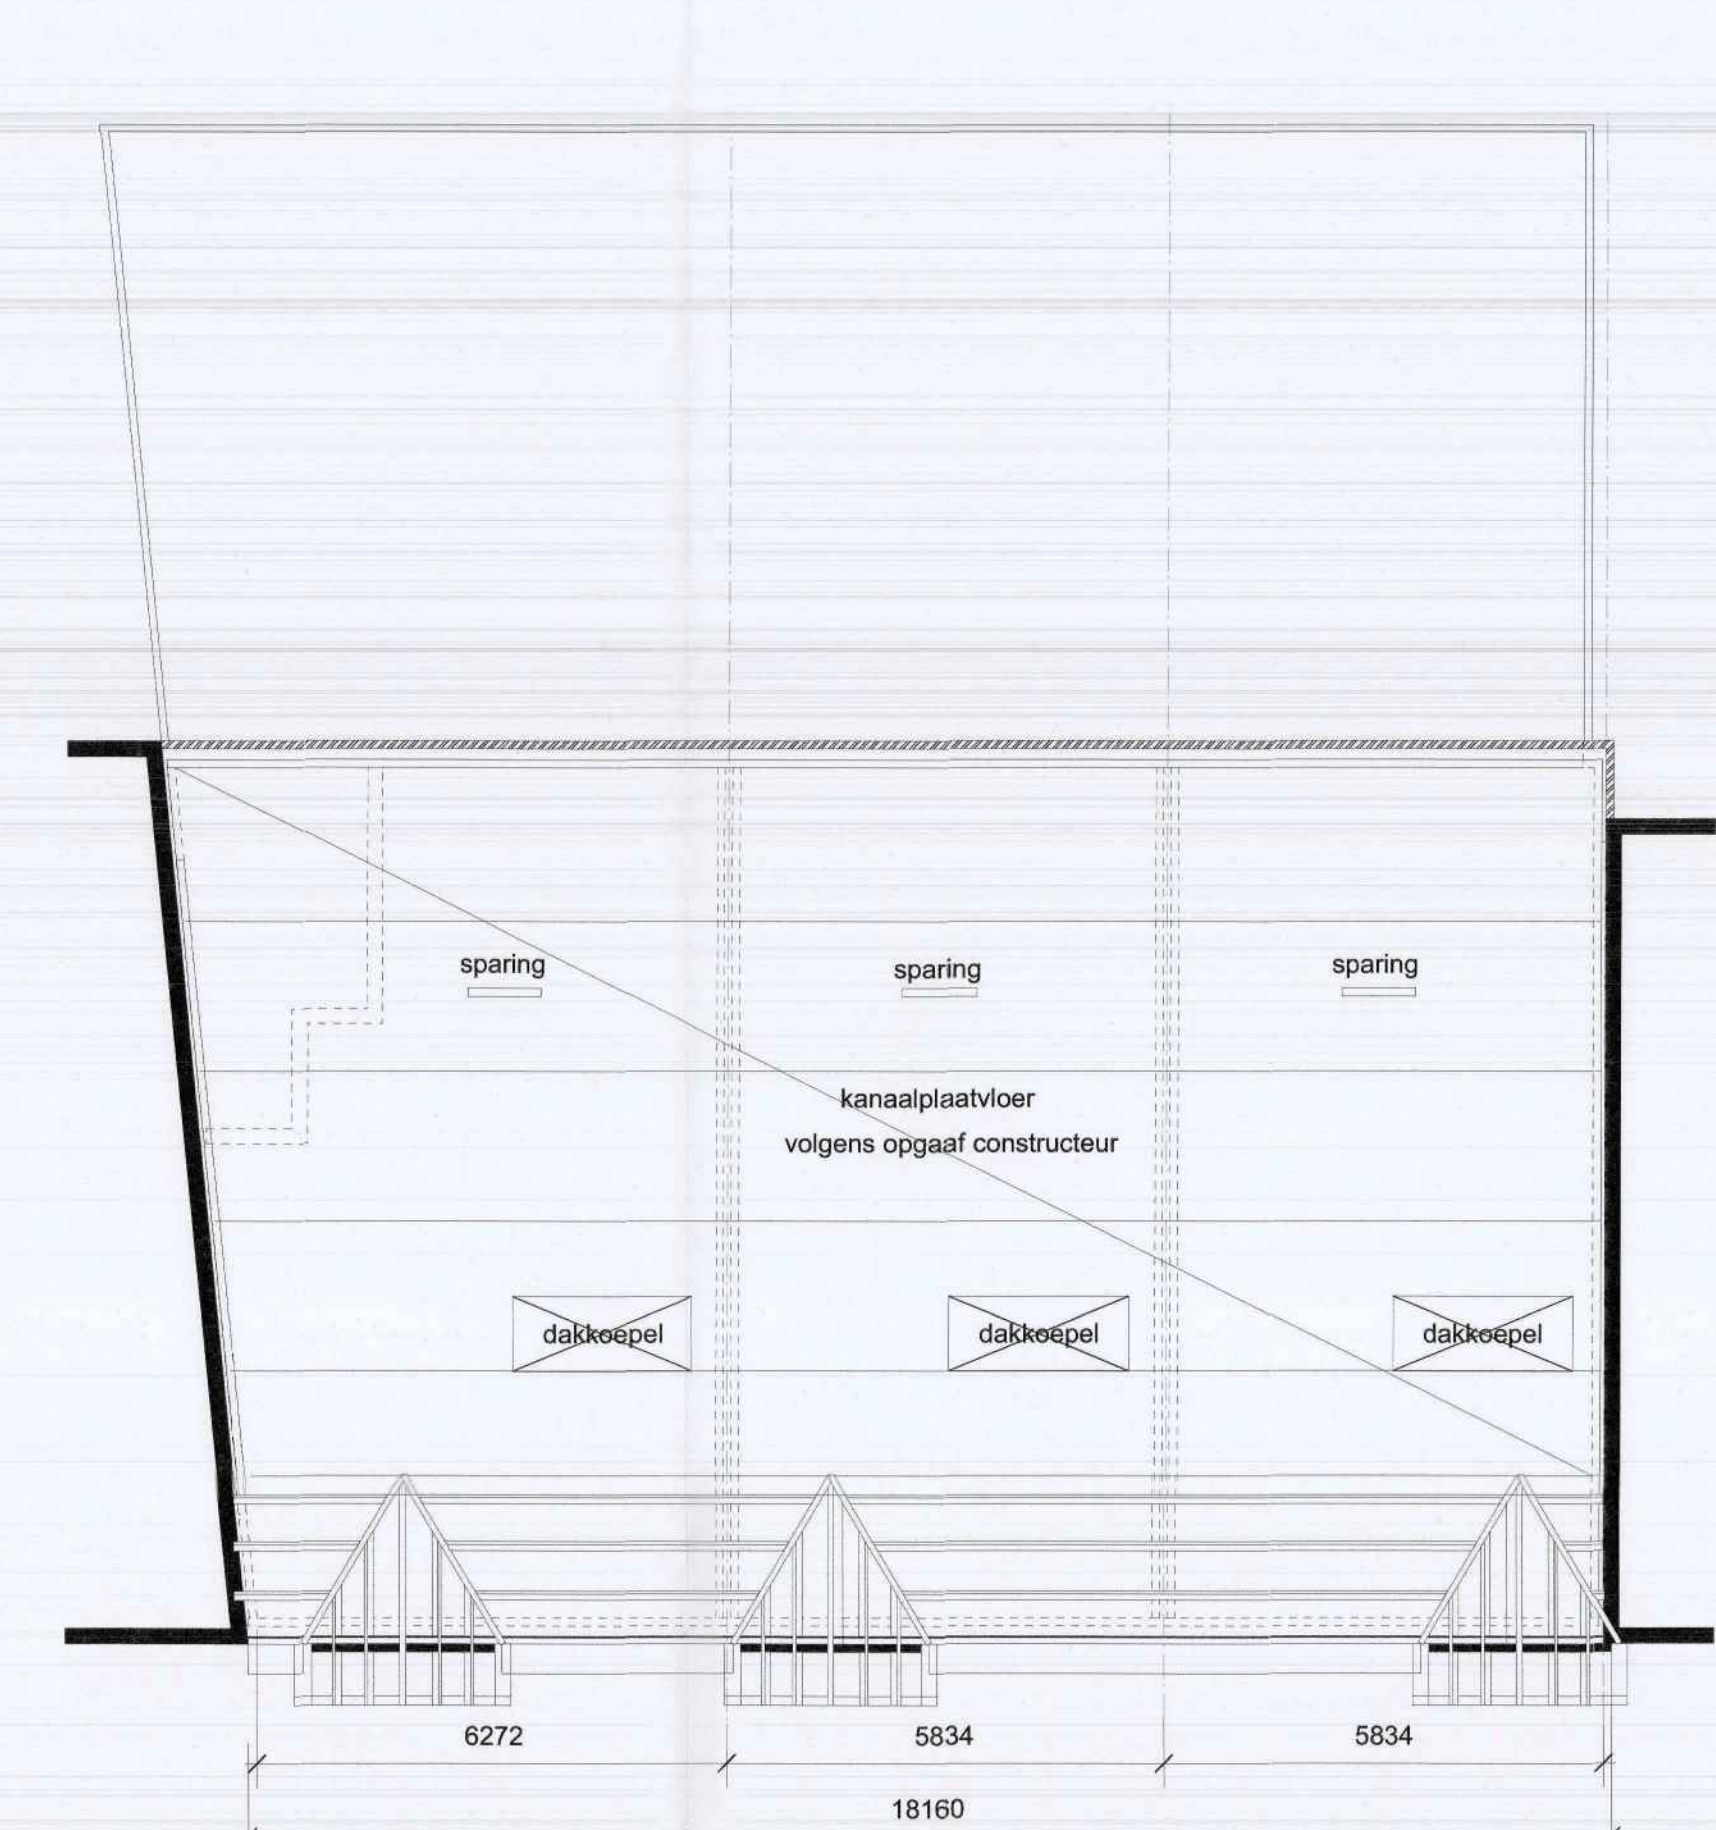 sparing
sparing
sparing
kanaalplaatvloer
volgens opgaaf constructeur
dakkoepel
dakkoepel
dakkoepel
6272
5834
5834
18160